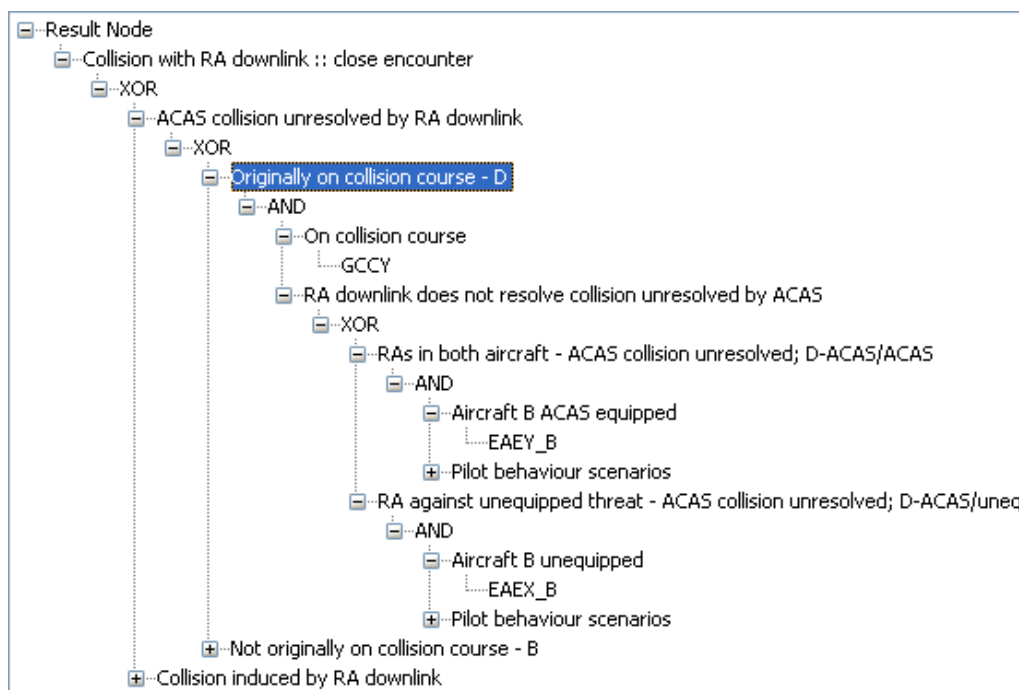 Result Node
Collision with RA downlink :: close encounter
XOR
ACAS collision unresolved by RA downlink
XOR
Originally on collision course - D
AND
On collision course
GCCY
RA downlink does not resolve collision unresolved by ACAS
XOR
RAs in both aircraft - ACAS collision unresolved; D-ACAS/ACAS
AND
Aircraft B ACAS equipped
EAEY_B
Pilot behaviour scenarios
RA against unequipped threat - ACAS collision unresolved; D-ACAS/uneq
AND
Aircraft B unequipped
EAEX_B
Pilot behaviour scenarios
Not originally on collision course - B
Collision induced by RA downlink